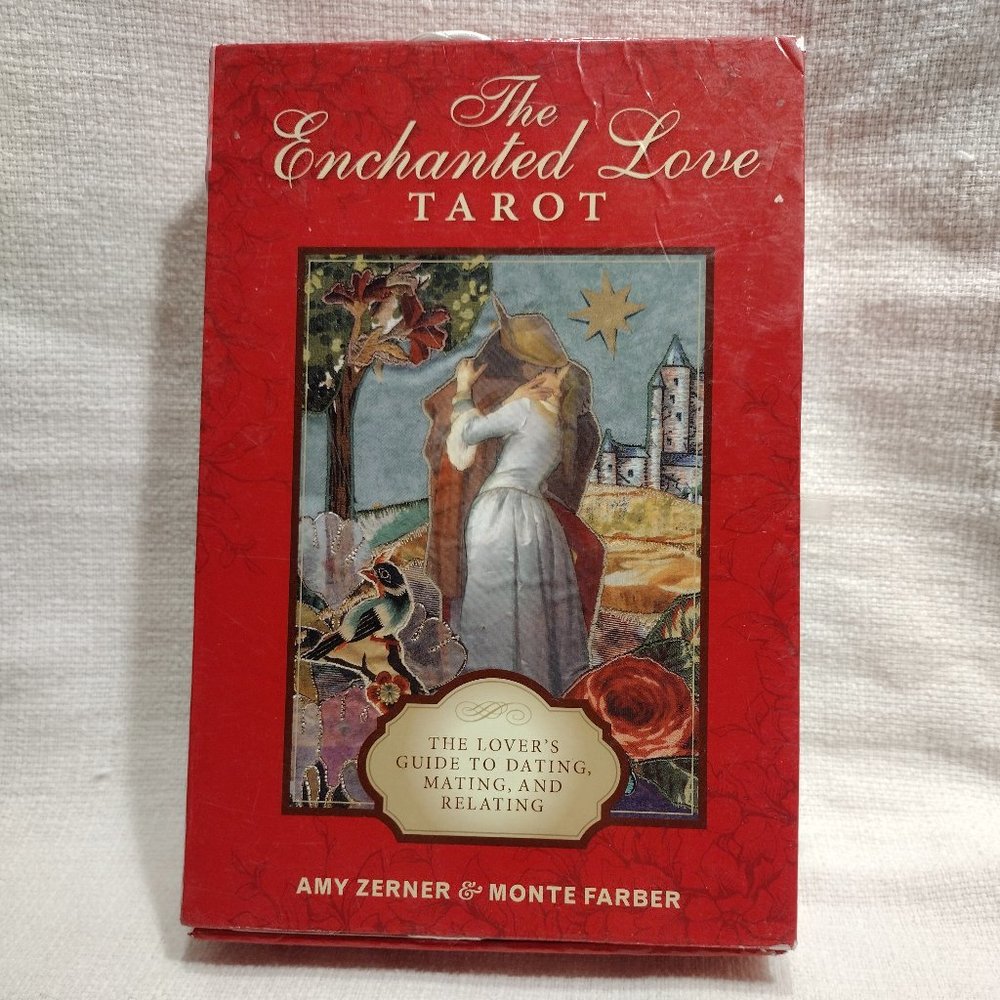 The
Enchanted Love
TAROT
THE LOVER'S
GUIDE TO DATING,
MATING, AND
RELATING
AMY ZERNER & MONTE FARBER